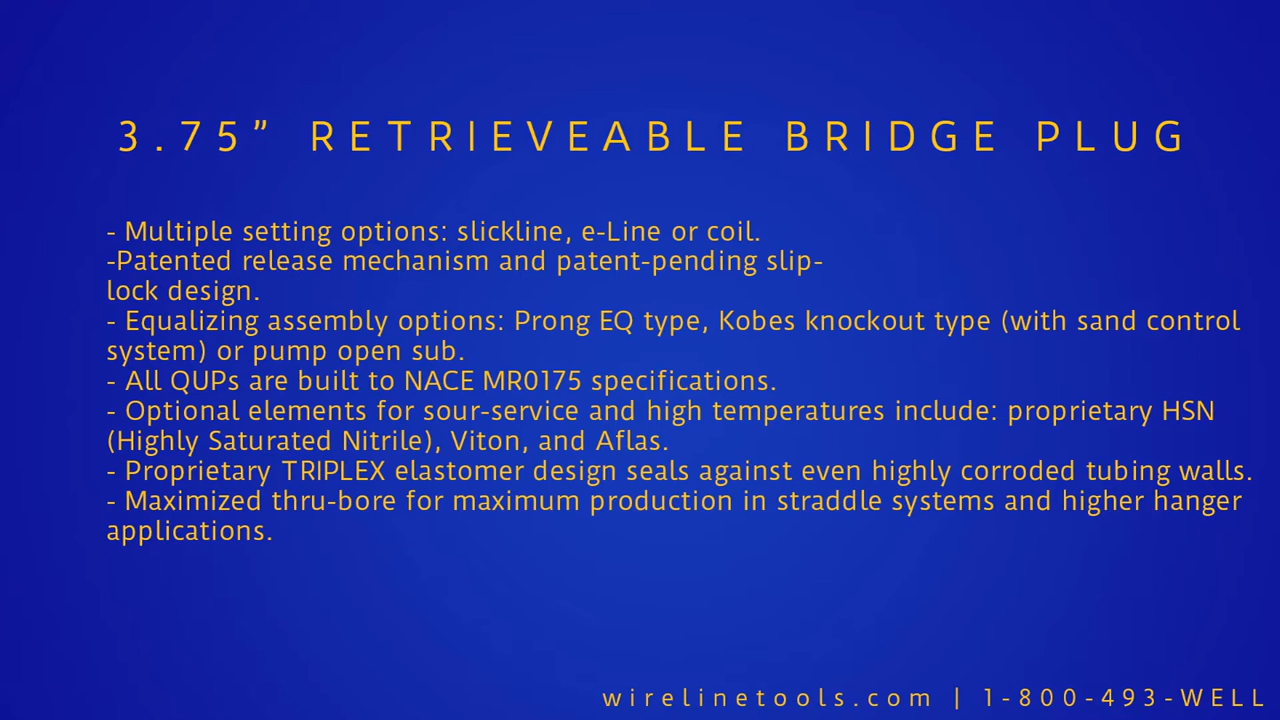 3.75” RETRIEVEABLE BRIDGE PLUG
- Multiple setting options: slickline, e-Line or coil.
-Patented release mechanism and patent-pending slip-
lock design.
- Equalizing assembly options: Prong EQ type, Kobes knockout type (with sand control
system) or pump open sub.
- All QUPs are built to NACE MR0175 specifications.
- Optional elements for sour-service and high temperatures include: proprietary HSN
(Highly Saturated Nitrile), Viton, and Aflas.
- Proprietary TRIPLEX elastomer design seals against even highly corroded tubing walls.
- Maximized thru-bore for maximum production in straddle systems and higher hanger
applications.
wirelinetools.com | 1-800-493-WELL